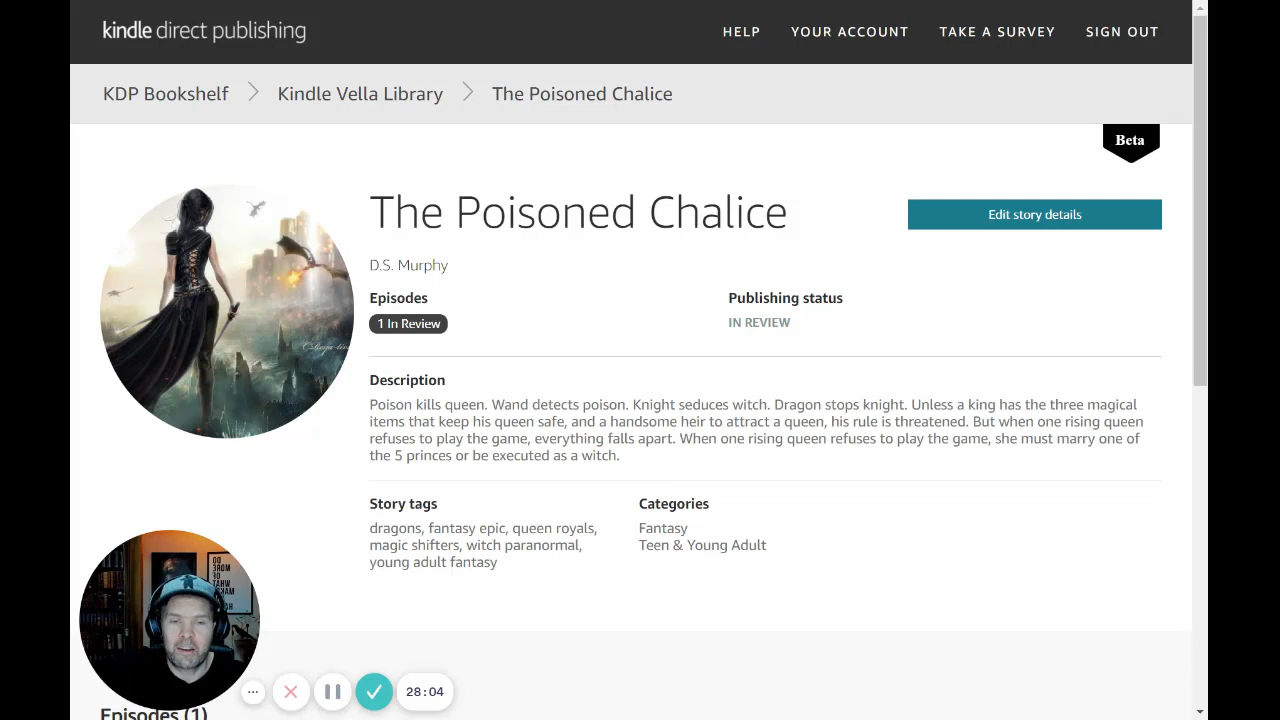 kindle direct publishing
HELP YOUR ACCOUNT TAKE A SURVEY SIGN OUT
KDP Bookshelf Kindle Vella Library The Poisoned Chalice
Beta
The Poisoned Chalice
Edit story details
D.S. Murphy
Episodes
Publishing status
1 In Review
IN REVIEW
Description
Poison kills queen. Wand detects poison. Knight seduces witch. Dragon stops knight. Unless a king has the three magical
items that keep his queen safe, and a handsome heir to attract a queen, his rule is threatened. But when one rising queen
refuses to play the game, everything falls apart. When one rising queen refuses to play the game, she must marry one of
the 5 princes or be executed as a witch.
Story tags
Categories
dragons, fantasy epic, queen royals,
magic shifters, witch paranormal,
young adult fantasy
Fantasy
Teen & Young Adult
DO
MORE
OF
WHAT
28:04
Episodes (1)